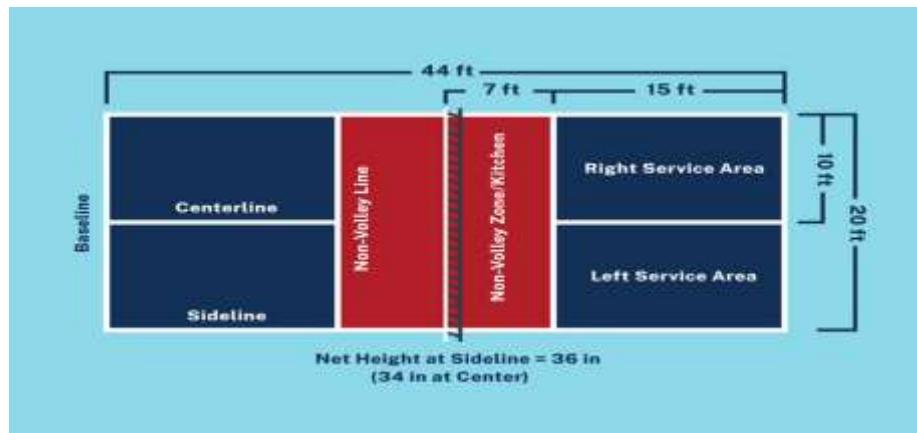 44 ft
7 ft
15 ft
Right Service Area
10 ft
20 ft
Centerline
Baseline
Non-Volley Line
Non-Volley Zone/Kitchen
Left Service Area
Sideline
Net Height at Sideline = 36 in
(34 in at Center)